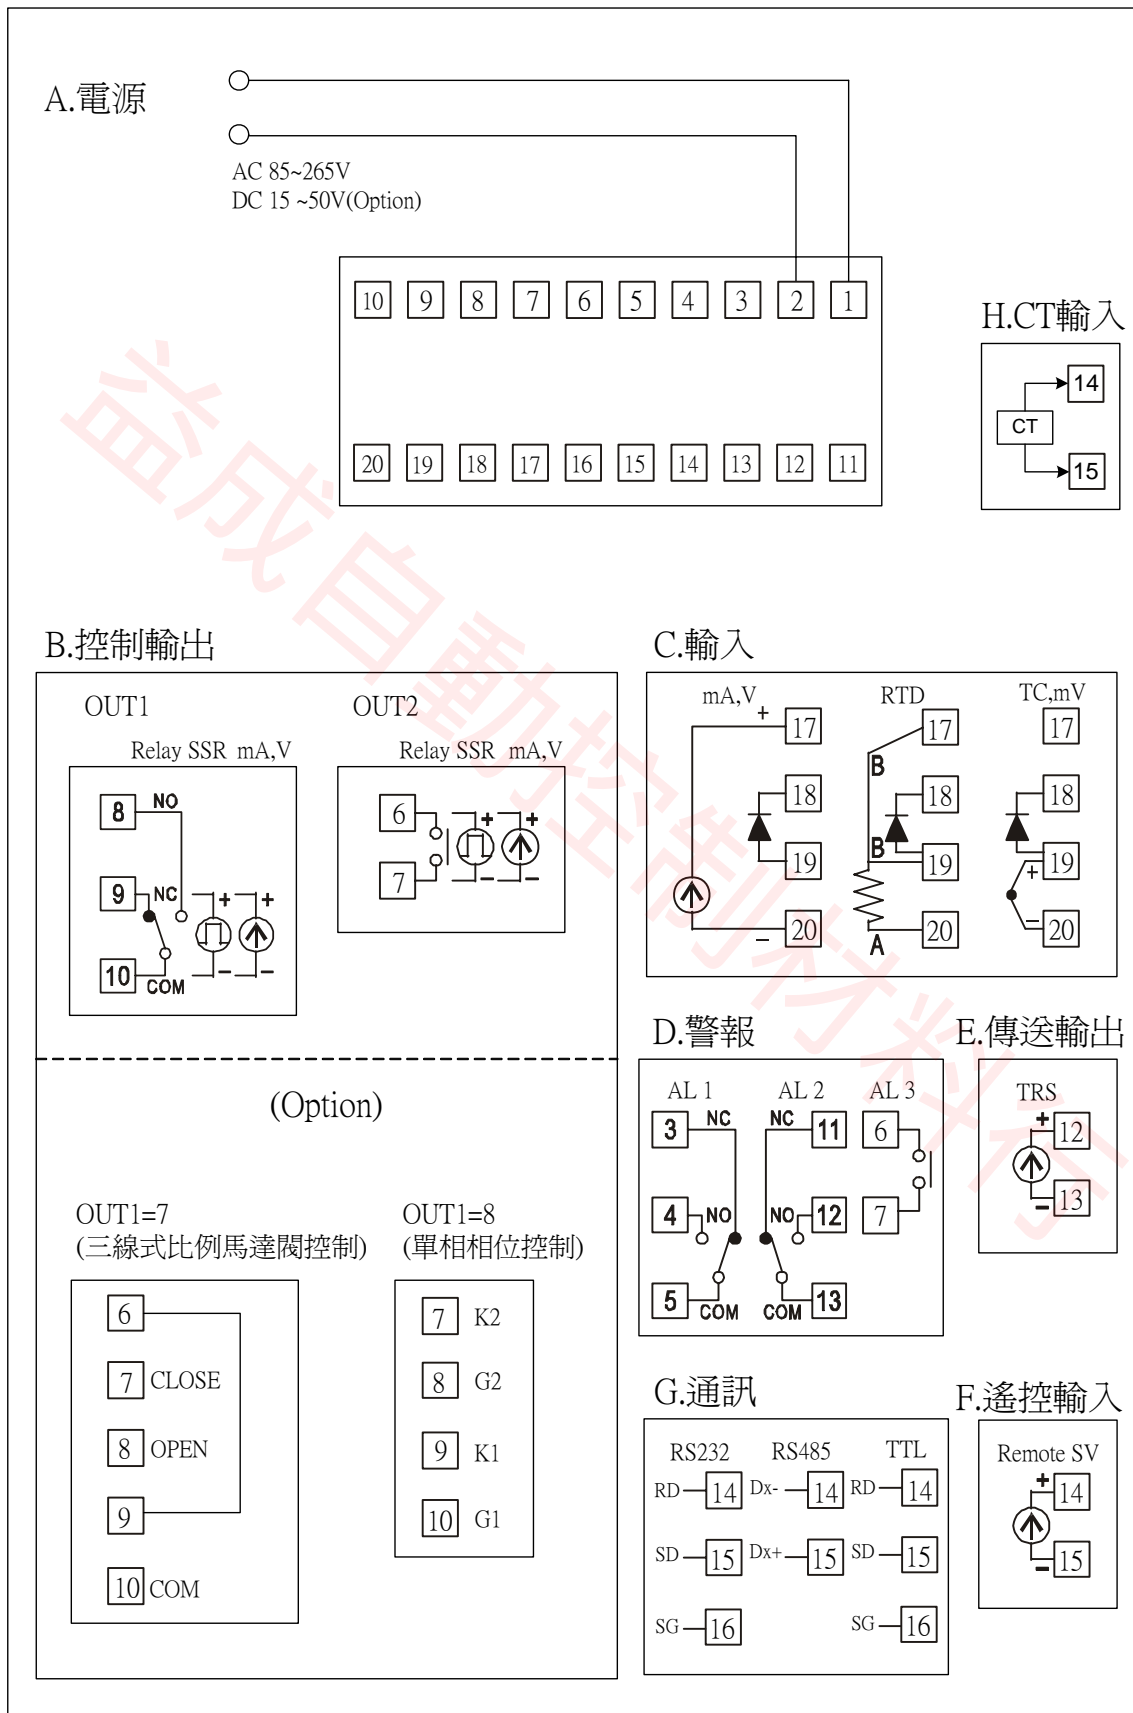 A.電源
AC 85~265V
DC 15 ~50V(Option)
10 9 8 7 6 5 4 3 2 1
20 19 18 17 16 15 14 13 12 11
H.CT輸入
14
CT
15
B.控制輸出
OUT1
Relay SSR mA,V
8 NO
9 NC + +
10 COM - -
OUT2
Relay SSR mA,V
6 + +
7 - -
(Option)
OUT1=7
(三線式比例馬達閥控制)
6
7 CLOSE
8 OPEN
9
10 COM
OUT1=8
(單相相位控制)
7 K2
8 G2
9 K1
10 G1
C.輸入
mA,V
+ 17
18
19
- 20
RTD
17
B
18
B 19
A 20
TC,mV
17
18
+ 19
- 20
D.警報
AL 1
3 NC
4 NO
5 COM
AL 2
NC 11
NO 12
COM 13
AL 3
6
7
E.傳送輸出
TRS
+ 12
- 13
G.通訊
RS232
RD 14
SD 15
SG 16
RS485
Dx- 14
Dx+ 15
TTL
RD 14
SD 15
SG 16
F.遙控輸入
Remote SV
+ 14
- 15
益成自動控制材料行